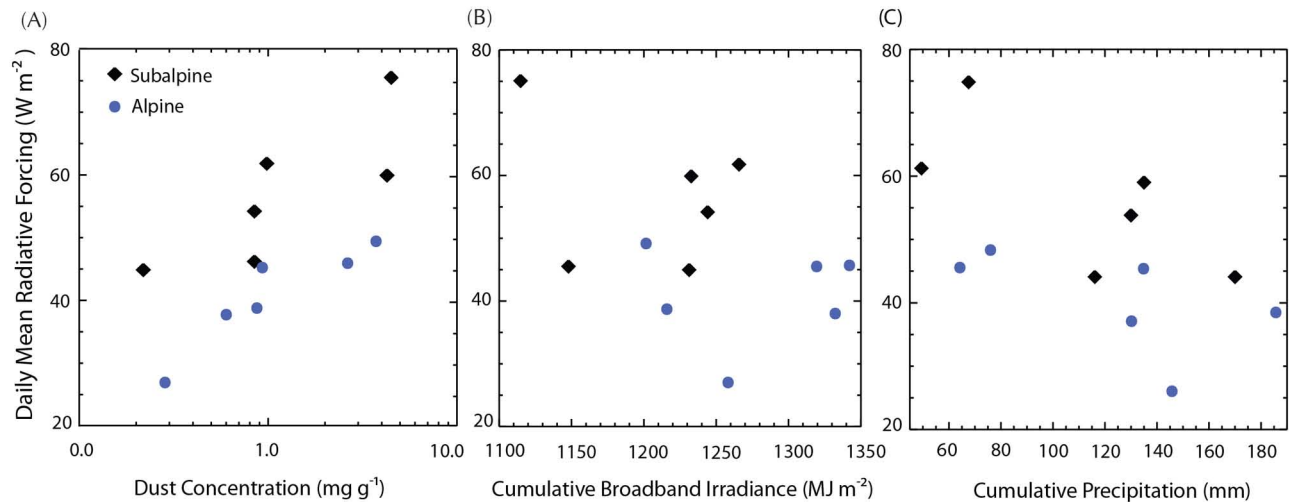 (A)
(B)
(C)
Daily Mean Radiative Forcing (W m⁻²)
80
60
40
20
Subalpine
Alpine
0.0 1.0 10.0
Dust Concentration (mg g⁻¹)
80
60
40
20
1100 1150 1200 1250 1300 1350
Cumulative Broadband Irradiance (MJ m⁻²)
80
60
40
20
60 80 100 120 140 160 180
Cumulative Precipitation (mm)